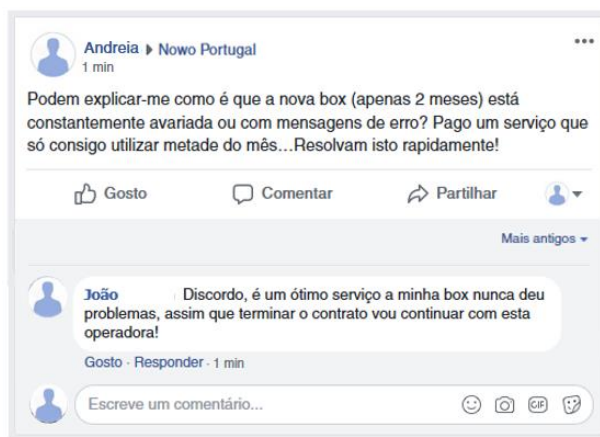 Andreia ▸ Nowo Portugal
1 min
Podem explicar-me como é que a nova box (apenas 2 meses) está
constantemente avariada ou com mensagens de erro? Pago um serviço que
só consigo utilizar metade do mês…Resolvam isto rapidamente!
Gosto Comentar Partilhar
Mais antigos
João Discordo, é um ótimo serviço a minha box nunca deu
problemas, assim que terminar o contrato vou continuar com esta
operadora!
Gosto · Responder · 1 min
Escreve um comentário... GIF